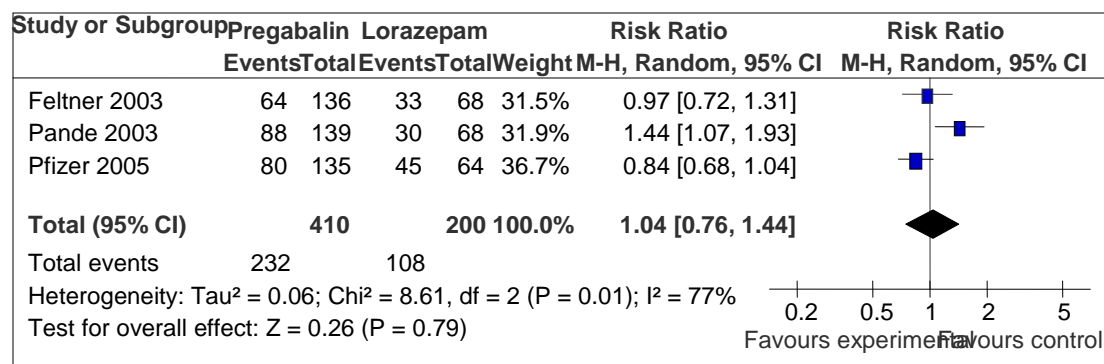 Study or Subgroup Pregabalin Lorazepam Risk Ratio Risk Ratio
Events Total Events Total Weight M-H, Random, 95% CI M-H, Random, 95% CI
Feltner 2003 64 136 33 68 31.5% 0.97 [0.72, 1.31]
Pande 2003 88 139 30 68 31.9% 1.44 [1.07, 1.93]
Pfizer 2005 80 135 45 64 36.7% 0.84 [0.68, 1.04]
Total (95% CI) 410 200 100.0% 1.04 [0.76, 1.44]
Total events 232 108
Heterogeneity: Tau² = 0.06; Chi² = 8.61, df = 2 (P = 0.01); I² = 77%
Test for overall effect: Z = 0.26 (P = 0.79)
0.2 0.5 1 2 5
Favours experimental Favours control